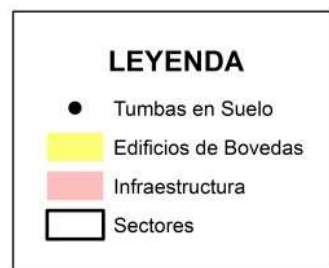 LEYENDA
Tumbas en Suelo
Edificios de Bovedas
Infraestructura
Sectores